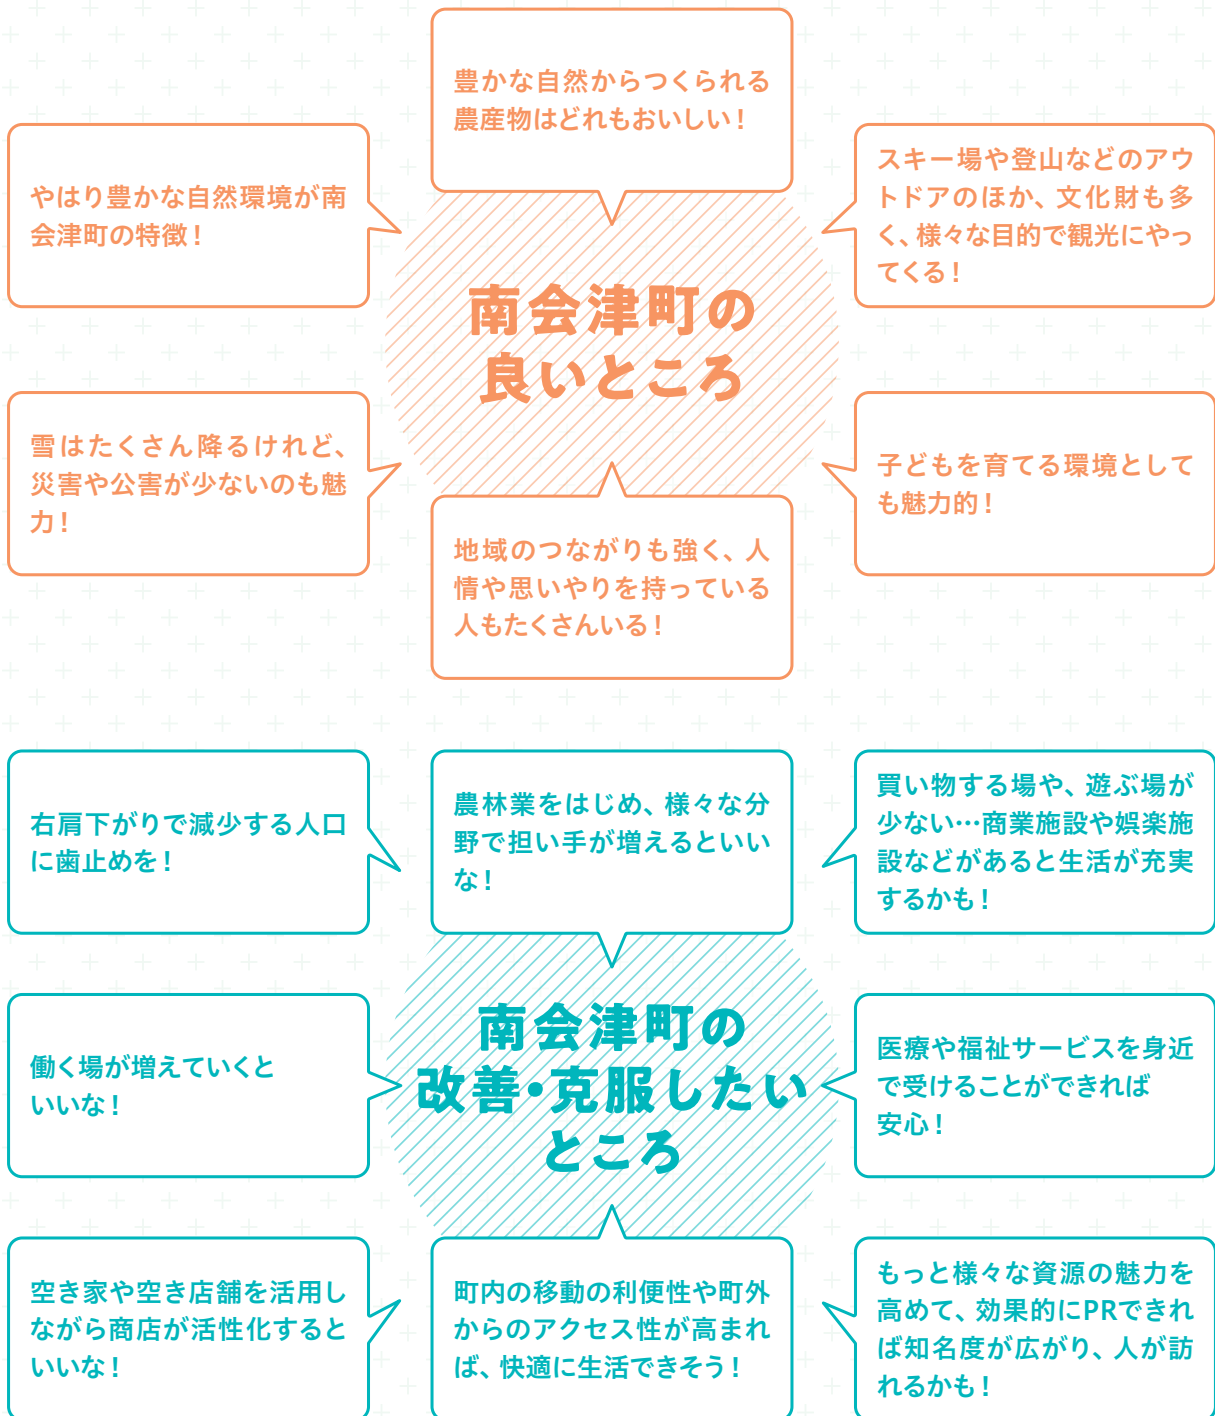 豊かな自然からつくられる
農産物はどれもおいしい！
やはり豊かな自然環境が南
会津町の特徴！
スキー場や登山などのアウ
トドアのほか、文化財も多
く、様々な目的で観光にやっ
てくる！
南会津町の
良いところ
雪はたくさん降るけれど、
災害や公害が少ないのも魅
力！
子どもを育てる環境として
も魅力的！
地域のつながりも強く、人
情や思いやりを持っている
人もたくさんいる！
右肩下がりで減少する人口
に歯止めを！
農林業をはじめ、様々な分
野で担い手が増えるといい
な！
買い物する場や、遊ぶ場が
少ない…商業施設や娯楽施
設などがあると生活が充実
するかも！
南会津町の
改善・克服したい
ところ
働く場が増えていくと
いいな！
医療や福祉サービスを身近
で受けることができれば
安心！
空き家や空き店舗を活用し
ながら商店が活性化すると
いいな！
町内の移動の利便性や町外
からのアクセス性が高まれ
ば、快適に生活できそう！
もっと様々な資源の魅力を
高めて、効果的にPRできれ
ば知名度が広がり、人が訪
れるかも！